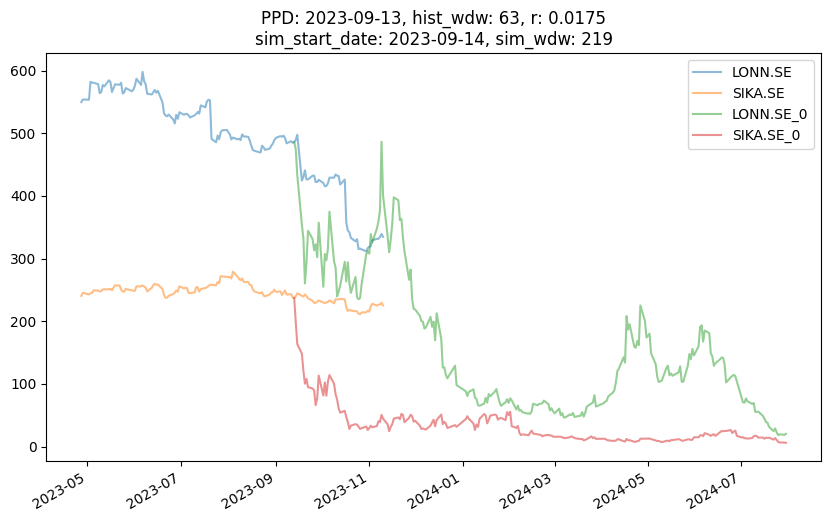 PPD: 2023-09-13, hist_wdw: 63, r: 0.0175
sim_start_date: 2023-09-14, sim_wdw: 219
LONN.SE
SIKA.SE
LONN.SE_0
SIKA.SE_0
600
500
400
300
200
100
0
2023-05
2023-07
2023-09
2023-11
2024-01
2024-03
2024-05
2024-07